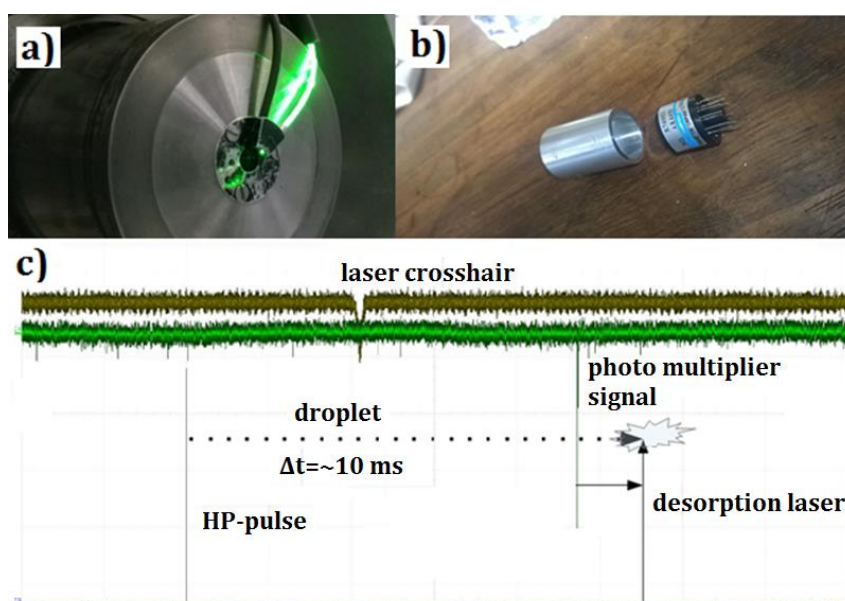 a)
b)
c)
laser crosshair
photo multiplier
signal
droplet
Δt=~10 ms
HP-pulse
desorption laser